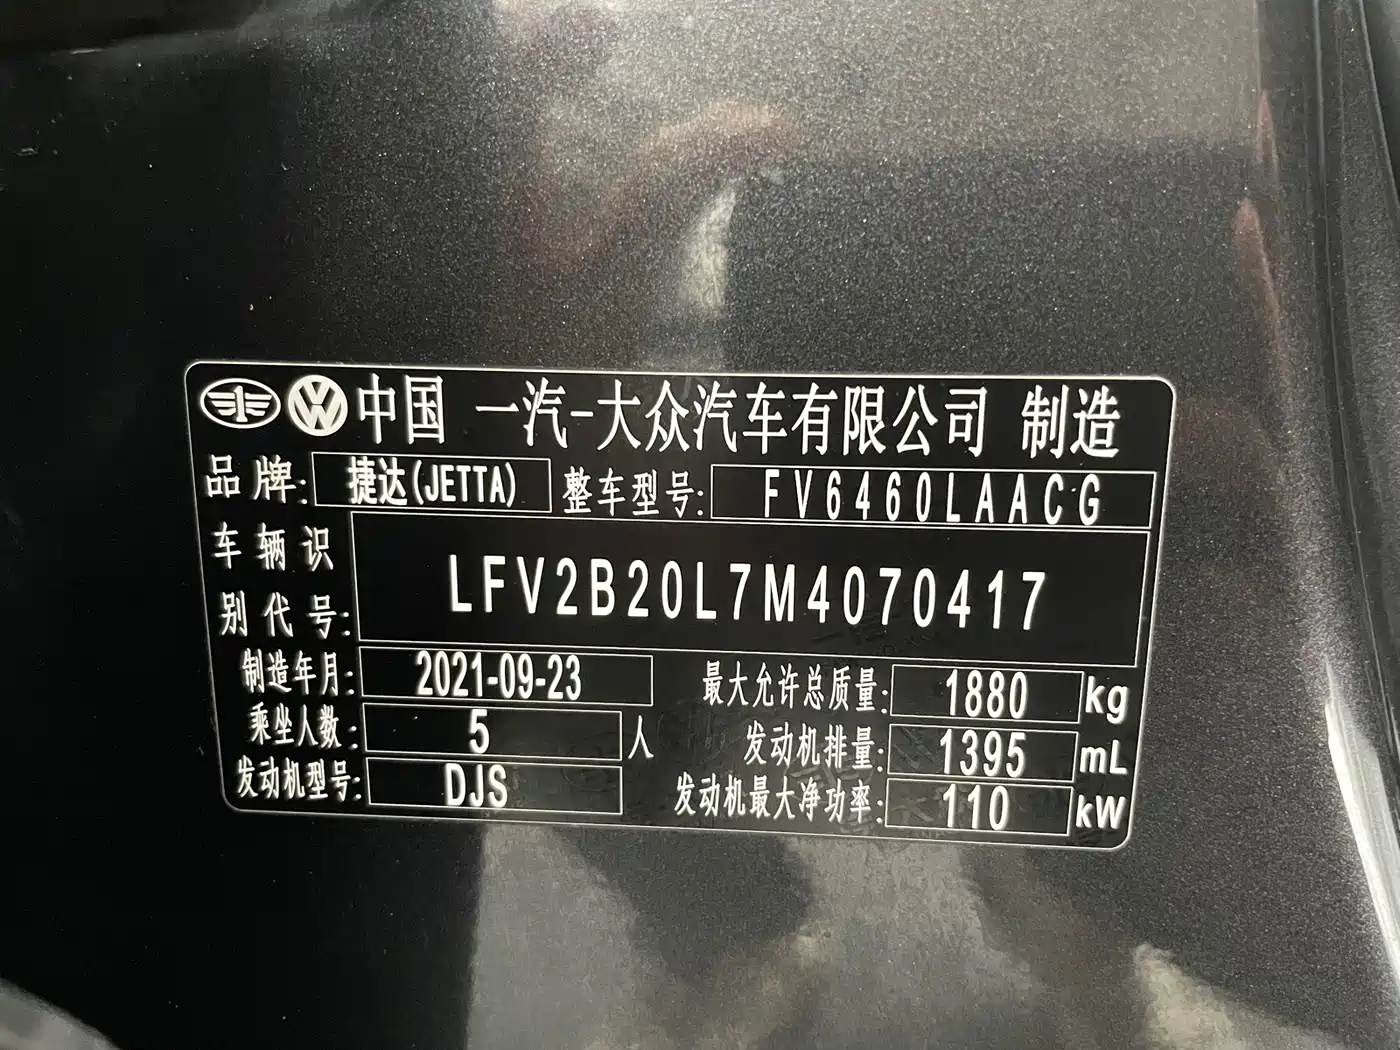 中国 一汽-大众汽车有限公司 制造
品牌: 捷达(JETTA) 整车型号: FV6460LAACG
车辆识别代号: LFV2B20L7M4070417
制造年月: 2021-09-23 最大允许总质量: 1880 kg
乘坐人数: 5 人 发动机排量: 1395 mL
发动机型号: DJS 发动机最大净功率: 110 kW